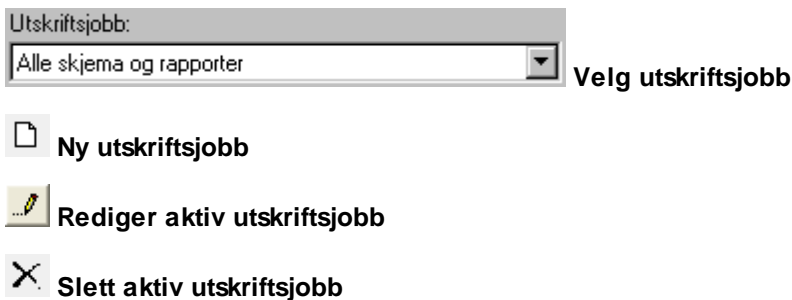 Utskriftsjobb:
Alle skjema og rapporter Velg utskriftsjobb
Ny utskriftsjobb
Rediger aktiv utskriftsjobb
Slett aktiv utskriftsjobb